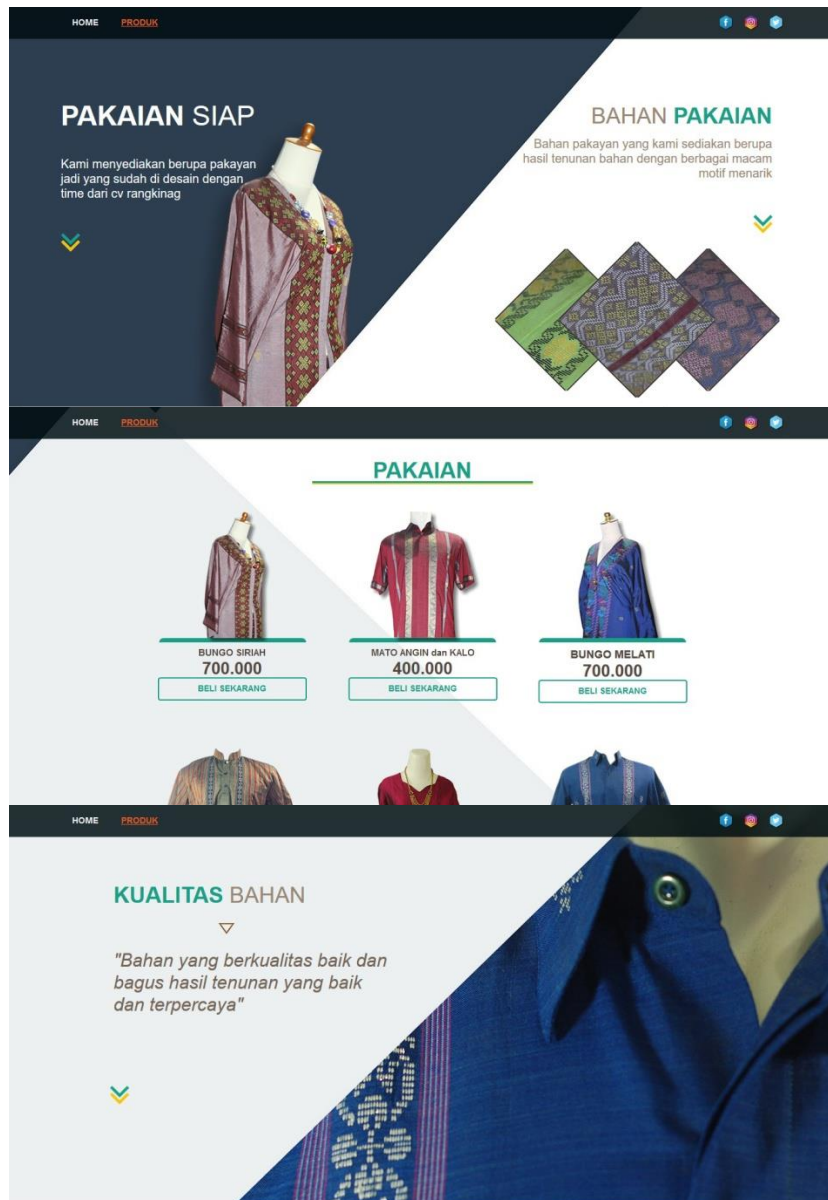 HOME PRODUK
PAKAIAN SIAP
Kami menyediakan berupa pakayan
jadi yang sudah di desain dengan
time dari cv rangkinag
BAHAN PAKAIAN
Bahan pakayan yang kami sediakan berupa
hasil tenunan bahan dengan berbagai macam
motif menarik
HOME PRODUK
PAKAIAN
BUNGO SIRIAH
700.000
BELI SEKARANG
MATO ANGIN dan KALO
400.000
BELI SEKARANG
BUNGO MELATI
700.000
BELI SEKARANG
HOME PRODUK
KUALITAS BAHAN
"Bahan yang berkualitas baik dan
bagus hasil tenunan yang baik
dan terpercaya"